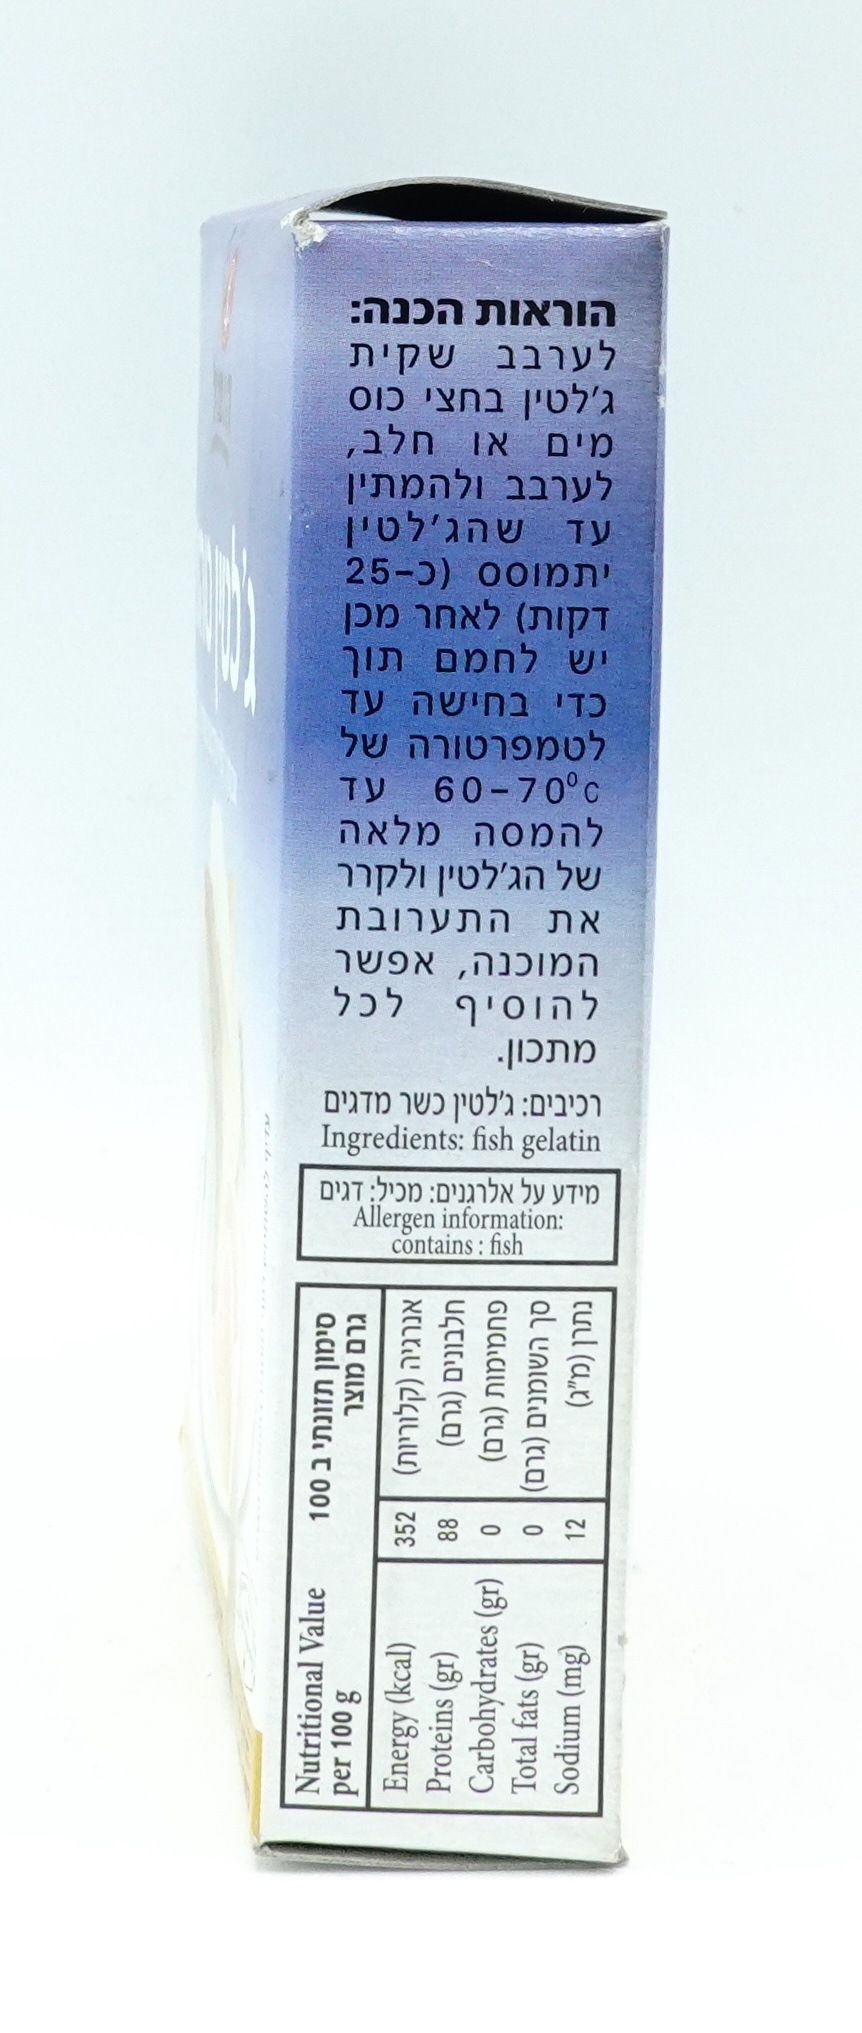 הוראות הכנה:
לערבב שקית
ג'לטין בחצי כוס
מים או חלב,
לערבב ולהמתין
עד שהג'לטין
יתמוסס (כ-25
דקות) לאחר מכן
יש לחמם תוך
כדי בחישה עד
לטמפרטורה של
60-70⁰c עד
להמסה מלאה
של הג'לטין ולקרר
את התערובת
המוכנה, אפשר
להוסיף לכל
מתכון.
רכיבים: ג'לטין כשר מדגים
Ingredients: fish gelatin
מידע על אלרגנים: מכיל: דגים
Allergen information:
contains : fish
Nutritional Value סימון תזונתי ב 100
per 100 g גרם מוצר
Energy (kcal) 352 אנרגיה (קלוריות)
Proteins (gr) 88 חלבונים (גרם)
Carbohydrates (gr) 0 פחמימות (גרם)
Total fats (gr) 0 סך השומנים (גרם)
Sodium (mg) 12 נתרן (מ"ג)
ג'לטין